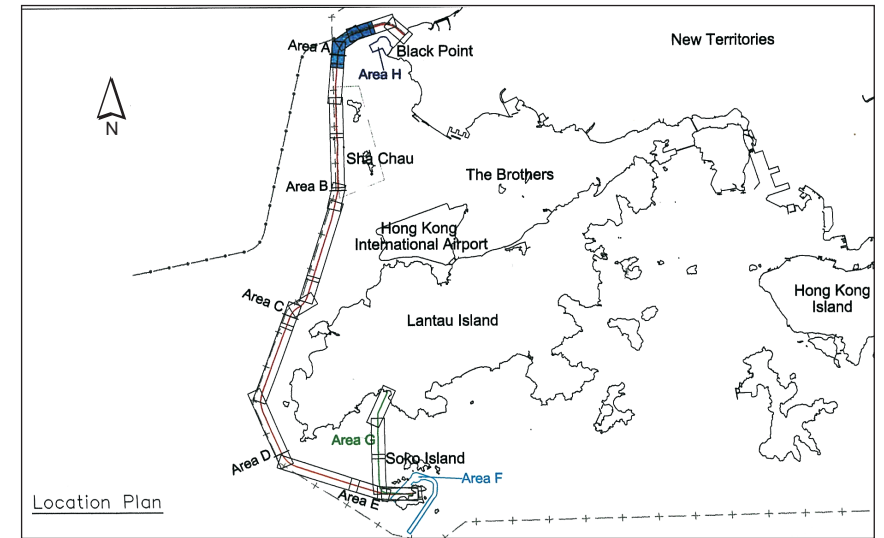 Area A
Black Point
New Territories
Area H
N
Sha Chau
Area B
The Brothers
Hong Kong
International Airport
Area C
Hong Kong
Island
Lantau Island
Area G
Area D
Soko Island
Area F
Area E
Location Plan